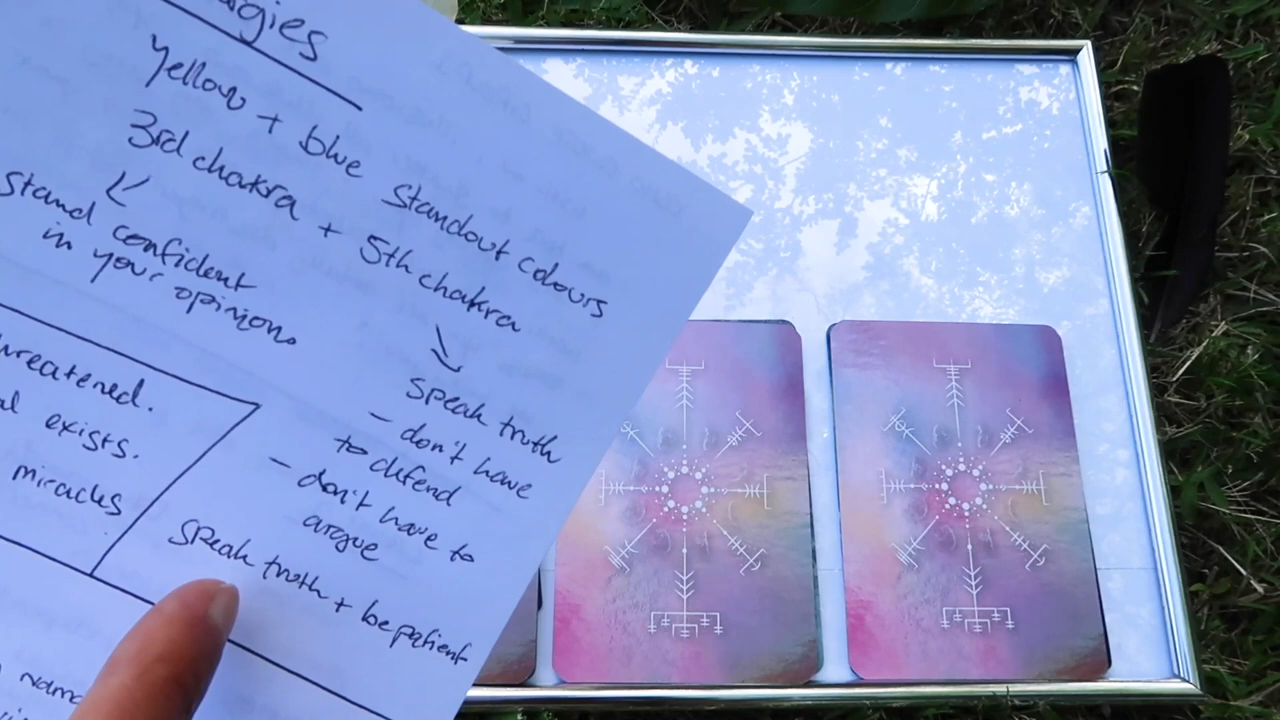 Yellow + blue Standout colours
3rd chakra + 5th chakra
Stand confident
in your opinion.
speak truth
- don't have
to defend
- don't have to
argue
speak truth + be patient
exists.
miracles